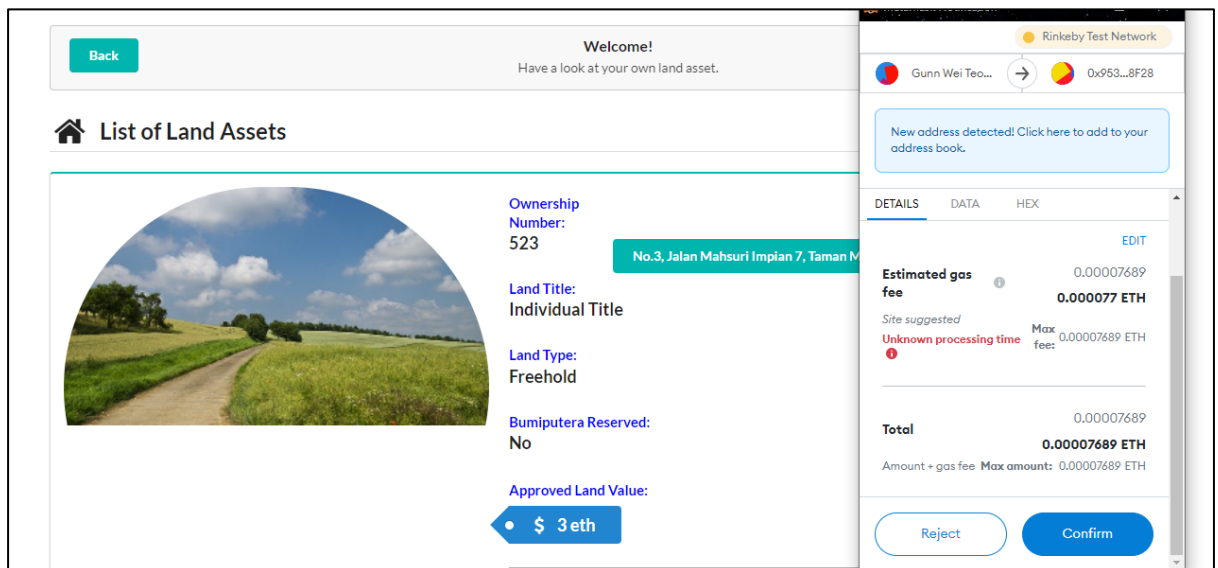 Back
Welcome!
Have a look at your own land asset.
List of Land Assets
Ownership
Number:
523
No.3, Jalan Mahsuri Impian 7, Taman M
Land Title:
Individual Title
Land Type:
Freehold
Bumiputera Reserved:
No
Approved Land Value:
$ 3 eth
Rinkeby Test Network
Gunn Wei Teo...
0x953...8F28
New address detected! Click here to add to your
address book.
DETAILS DATA HEX
EDIT
Estimated gas
fee
0.00007689
0.000077 ETH
Site suggested
Unknown processing time
Max
fee:
0.00007689 ETH
Total
0.00007689
0.00007689 ETH
Amount + gas fee Max amount: 0.00007689 ETH
Reject
Confirm